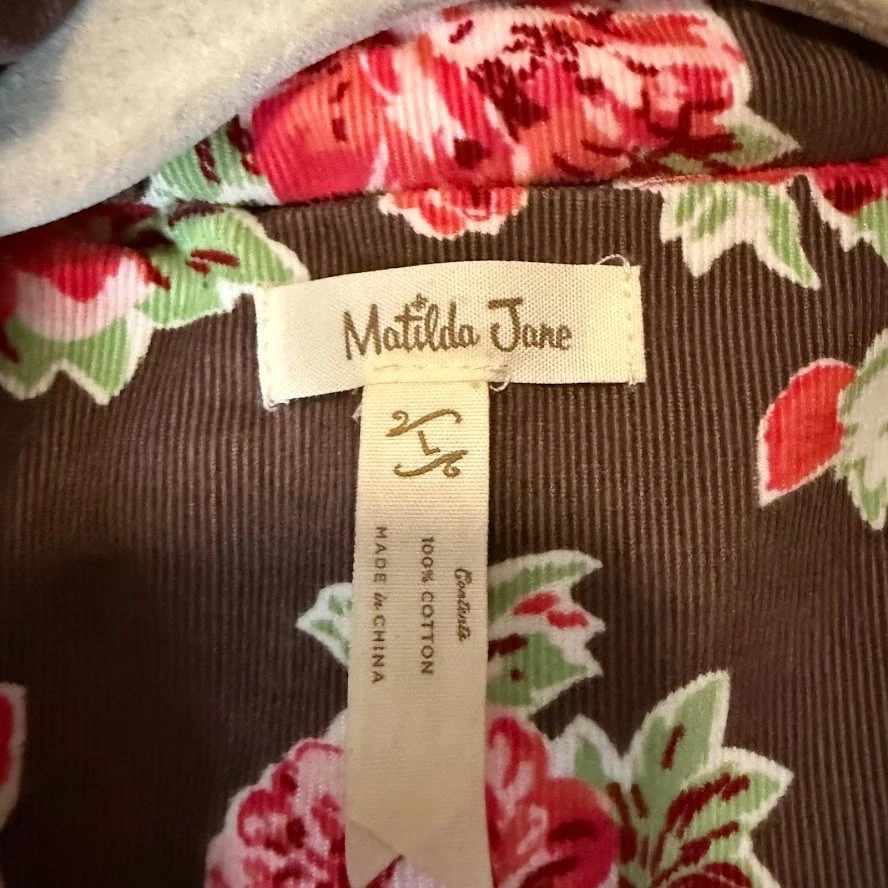 Matilda Jane
L
Contents
100% COTTON
MADE in CHINA